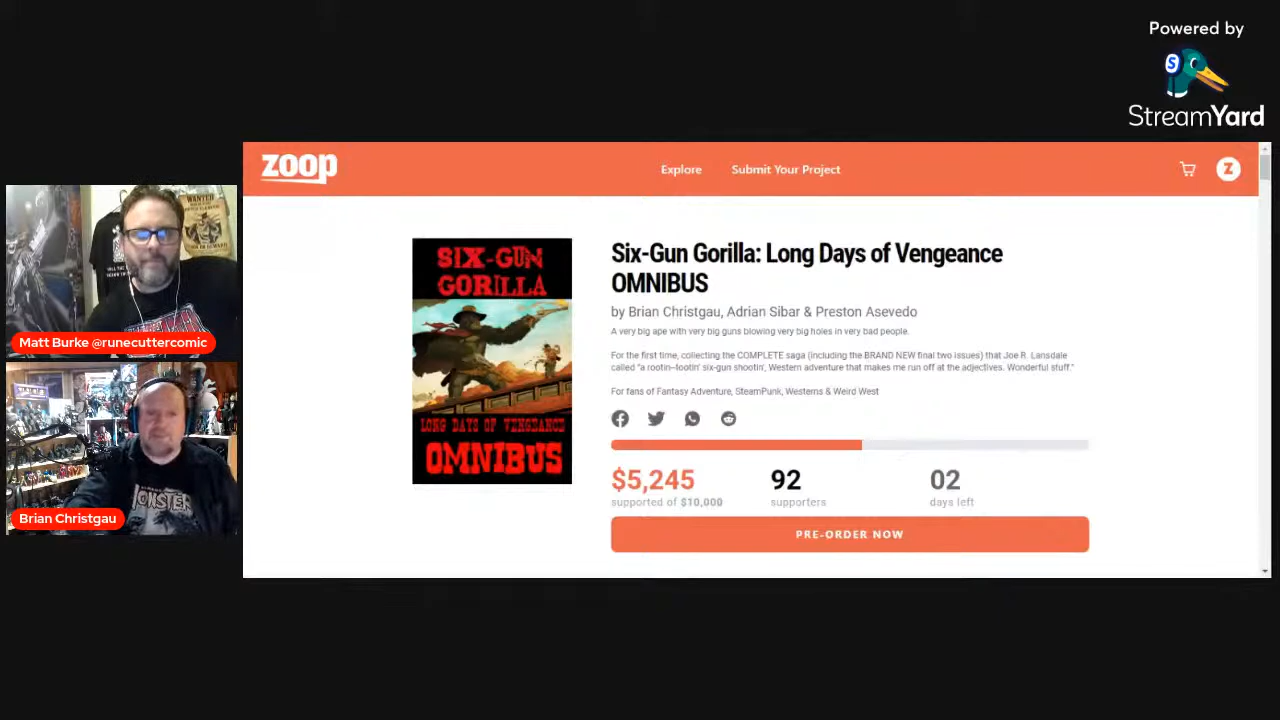 Powered by
StreamYard
zoop
Explore
Submit Your Project
Z
WANTED
Matt Burke @runecuttercomic
MONSTER
Brian Christgau
SIX-GUN
GORILLA
LONG DAYS OF VENGEANCE
OMNIBUS
Six-Gun Gorilla: Long Days of Vengeance
OMNIBUS
by Brian Christgau, Adrian Sibar & Preston Asevedo
A very big ape with very big guns blowing very big holes in very bad people.
For the first time, collecting the COMPLETE saga (including the BRAND NEW final two issues) that Joe R. Lansdale
called "a rootin-tootin' six-gun shootin', Western adventure that makes me run off at the adjectives. Wonderful stuff."
For fans of Fantasy Adventure, SteamPunk, Westerns & Weird West
$5,245
supported of $10,000
92
supporters
02
days left
PRE-ORDER NOW